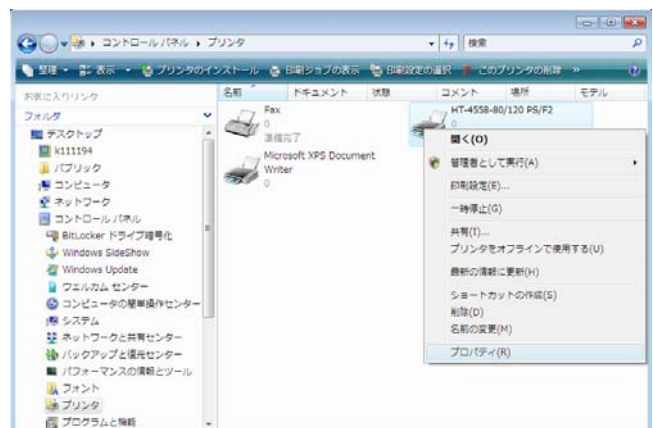 コントロール パネル ▸ プリンタ
検索
整理 表示 プリンタのインストール 印刷ジョブの表示 印刷設定の選択 このプリンタの削除 »
お気に入りリンク
名前 ドキュメント 状態 コメント 場所 モデル
フォルダ
デスクトップ
k111194
パブリック
コンピュータ
ネットワーク
コントロール パネル
BitLocker ドライブ暗号化
Windows SideShow
Windows Update
ウェルカム センター
コンピュータの簡単操作センター
システム
ネットワークと共有センター
バックアップと復元センター
パフォーマンスの情報とツール
フォント
プリンタ
プログラムと機能
Fax
0
準備完了
Microsoft XPS Document
Writer
0
HT-4558-80/120 PS/F2
0
開く(O)
管理者として実行(A)
印刷設定(E)...
一時停止(G)
共有(I)...
プリンタをオフラインで使用する(U)
最新の情報に更新(H)
ショートカットの作成(S)
削除(D)
名前の変更(M)
プロパティ(R)